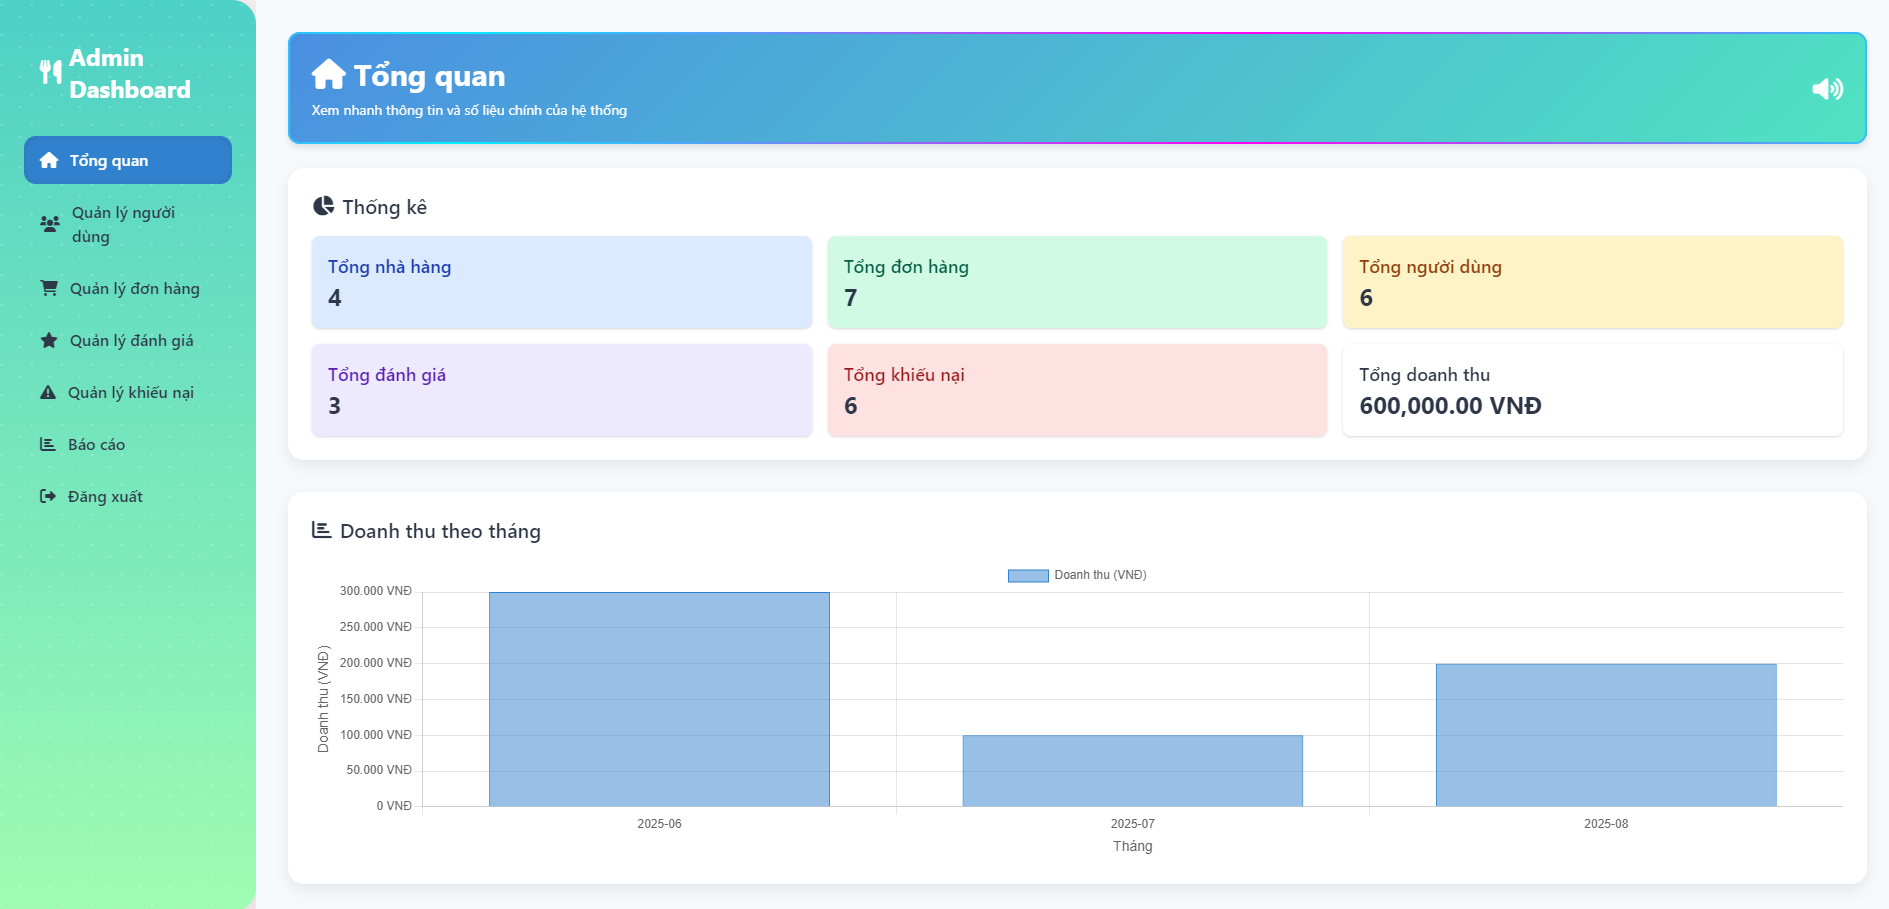 Admin
Dashboard
Tổng quan
Quản lý người
dùng
Quản lý đơn hàng
Quản lý đánh giá
Quản lý khiếu nại
Báo cáo
Đăng xuất
Tổng quan
Xem nhanh thông tin và số liệu chính của hệ thống
Thống kê
Tổng nhà hàng
4
Tổng đơn hàng
7
Tổng người dùng
6
Tổng đánh giá
3
Tổng khiếu nại
6
Tổng doanh thu
600,000.00 VNĐ
Doanh thu theo tháng
Doanh thu (VNĐ)
Doanh thu (VNĐ)
300.000 VNĐ
250.000 VNĐ
200.000 VNĐ
150.000 VNĐ
100.000 VNĐ
50.000 VNĐ
0 VNĐ
2025-06
2025-07
2025-08
Tháng